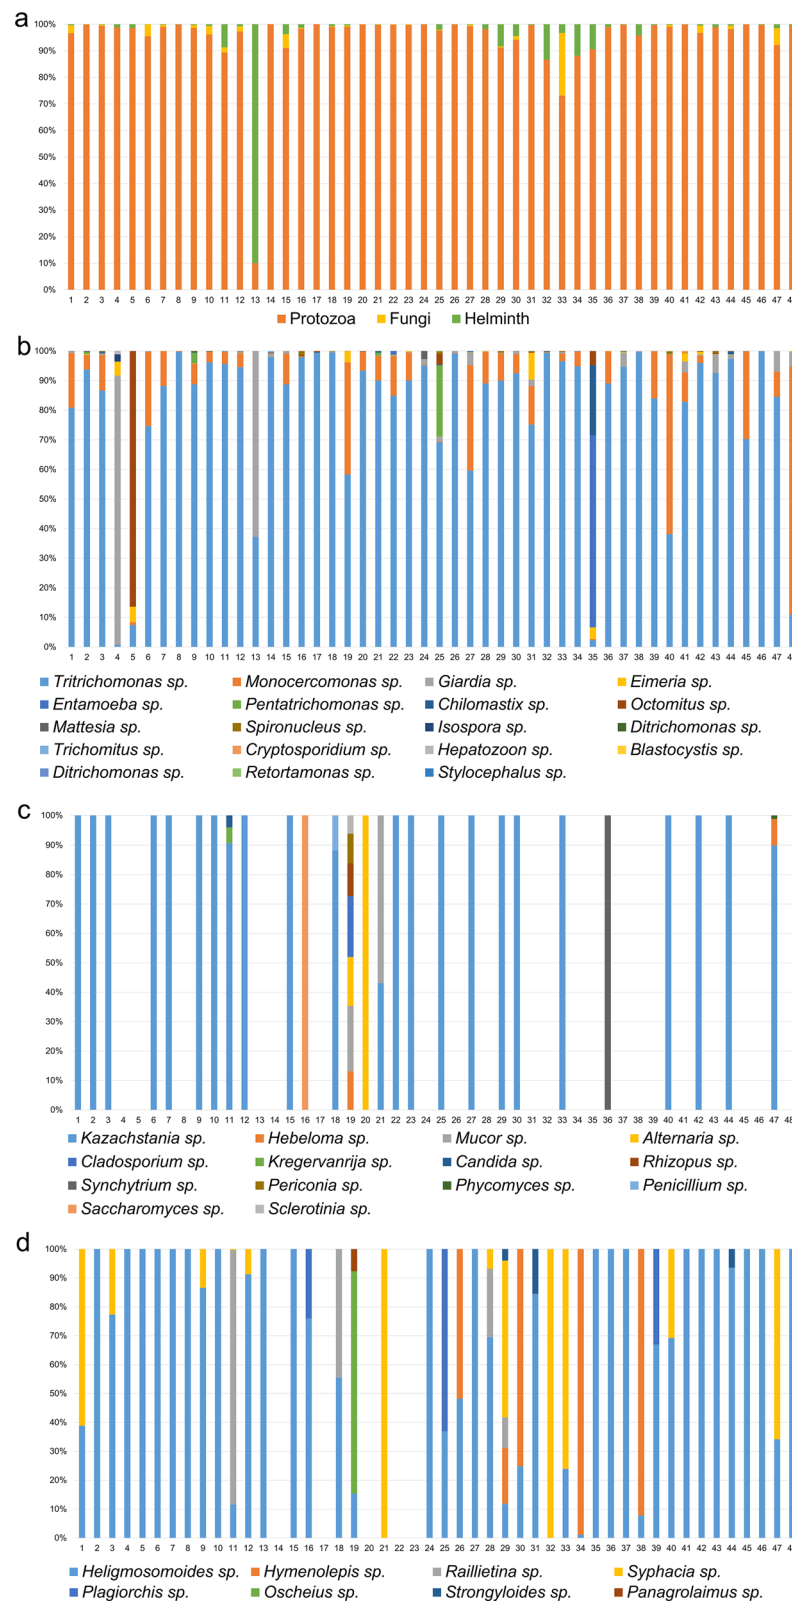 a
100%
90%
80%
70%
60%
50%
40%
30%
20%
10%
0%
1 2 3 4 5 6 7 8 9 10 11 12 13 14 15 16 17 18 19 20 21 22 23 24 25 26 27 28 29 30 31 32 33 34 35 36 37 38 39 40 41 42 43 44 45 46 47 4
Protozoa Fungi Helminth
b
100%
90%
80%
70%
60%
50%
40%
30%
20%
10%
0%
1 2 3 4 5 6 7 8 9 10 11 12 13 14 15 16 17 18 19 20 21 22 23 24 25 26 27 28 29 30 31 32 33 34 35 36 37 38 39 40 41 42 43 44 45 46 47 4
Tritrichomonas sp. Monocercomonas sp. Giardia sp. Eimeria sp.
Entamoeba sp. Pentatrichomonas sp. Chilomastix sp. Octomitus sp.
Mattesia sp. Spironucleus sp. Isospora sp. Ditrichomonas sp.
Trichomitus sp. Cryptosporidium sp. Hepatozoon sp. Blastocystis sp.
Ditrichomonas sp. Retortamonas sp. Stylocephalus sp.
c
100%
90%
80%
70%
60%
50%
40%
30%
20%
10%
0%
1 2 3 4 5 6 7 8 9 10 11 12 13 14 15 16 17 18 19 20 21 22 23 24 25 26 27 28 29 30 31 32 33 34 35 36 37 38 39 40 41 42 43 44 45 46 47 48
Kazachstania sp. Hebeloma sp. Mucor sp. Alternaria sp.
Cladosporium sp. Kregervanrija sp. Candida sp. Rhizopus sp.
Synchytrium sp. Periconia sp. Phycomyces sp. Penicillium sp.
Saccharomyces sp. Sclerotinia sp.
d
100%
90%
80%
70%
60%
50%
40%
30%
20%
10%
0%
1 2 3 4 5 6 7 8 9 10 11 12 13 14 15 16 17 18 19 20 21 22 23 24 25 26 27 28 29 30 31 32 33 34 35 36 37 38 39 40 41 42 43 44 45 46 47 4
Heligmosomoides sp. Hymenolepis sp. Raillietina sp. Syphacia sp.
Plagiorchis sp. Oscheius sp. Strongyloides sp. Panagrolaimus sp.